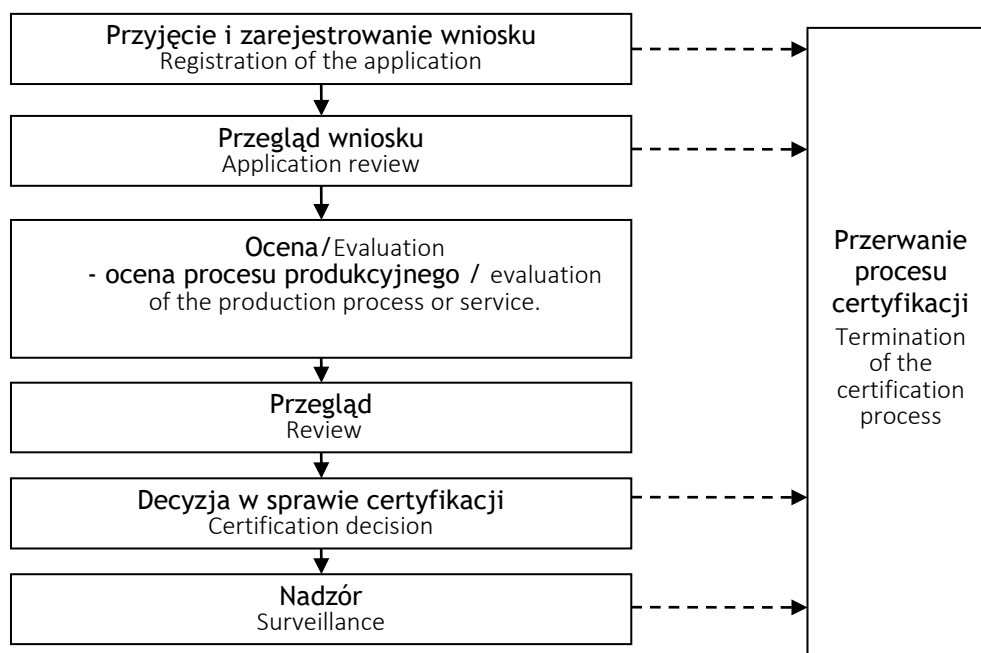 Przyjęcie i zarejestrowanie wniosku
Registration of the application
Przegląd wniosku
Application review
Ocena/Evaluation
- ocena procesu produkcyjnego / evaluation
of the production process or service.
Przegląd
Review
Decyzja w sprawie certyfikacji
Certification decision
Nadzór
Surveillance
Przerwanie
procesu
certyfikacji
Termination
of the
certification
process